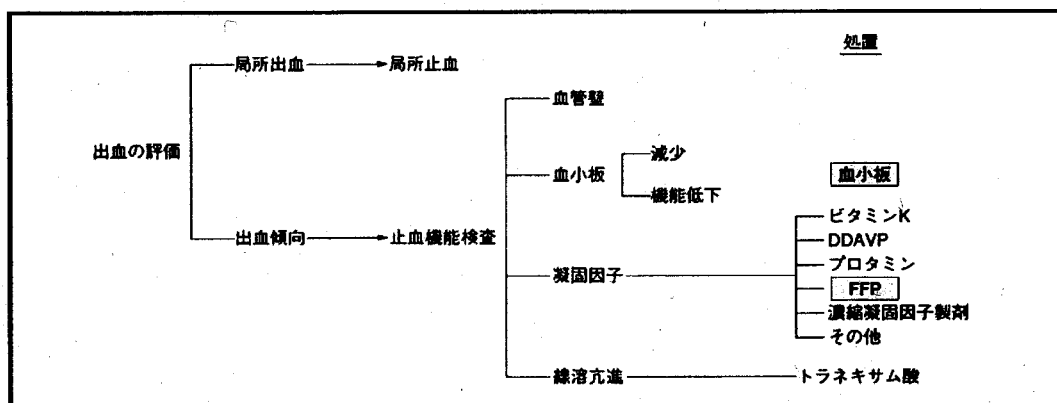 処置
局所出血 局所止血
血管壁
出血の評価
減少
血小板
機能低下
血小板
出血傾向 止血機能検査
ビタミンK
DDAVP
プロタミン
凝固因子
FFP
濃縮凝固因子製剤
その他
線溶亢進 トラネキサム酸